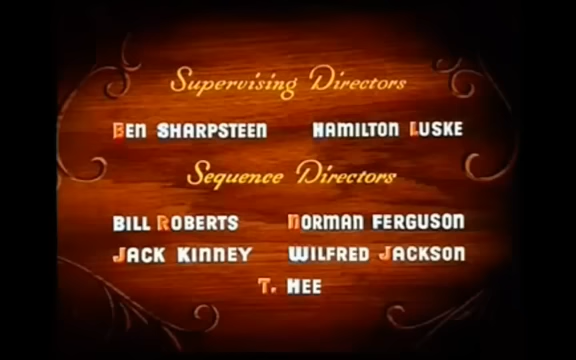 Supervising Directors
BEN SHARPSTEEN HAMILTON LUSKE
Sequence Directors
BILL ROBERTS NORMAN FERGUSON
JACK KINNEY WILFRED JACKSON
T. HEE